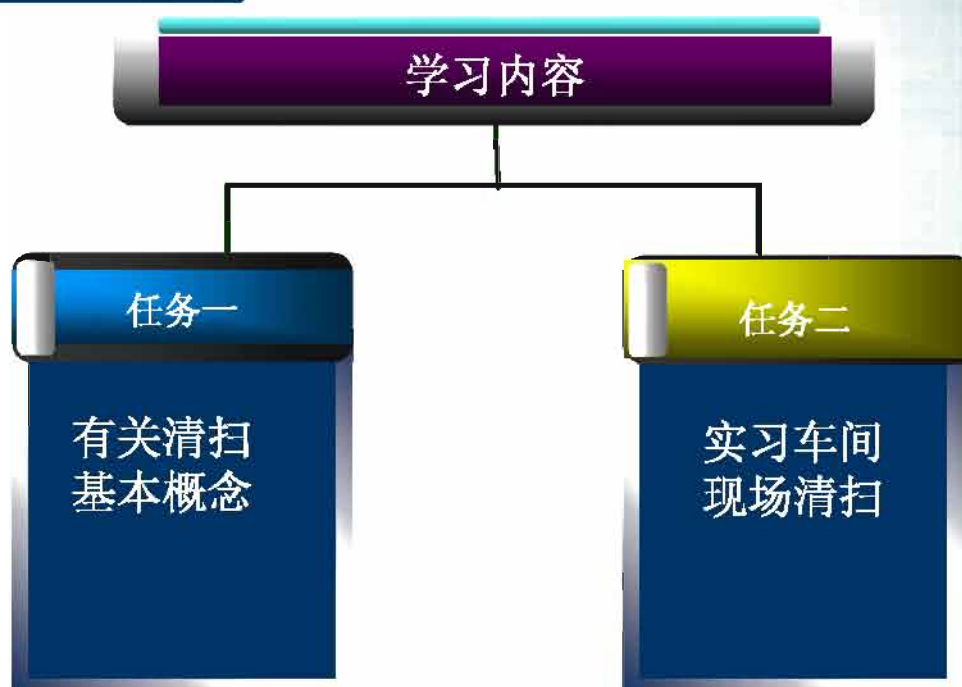 学习内容
任务一
有关清扫
基本概念
任务二
实习车间
现场清扫